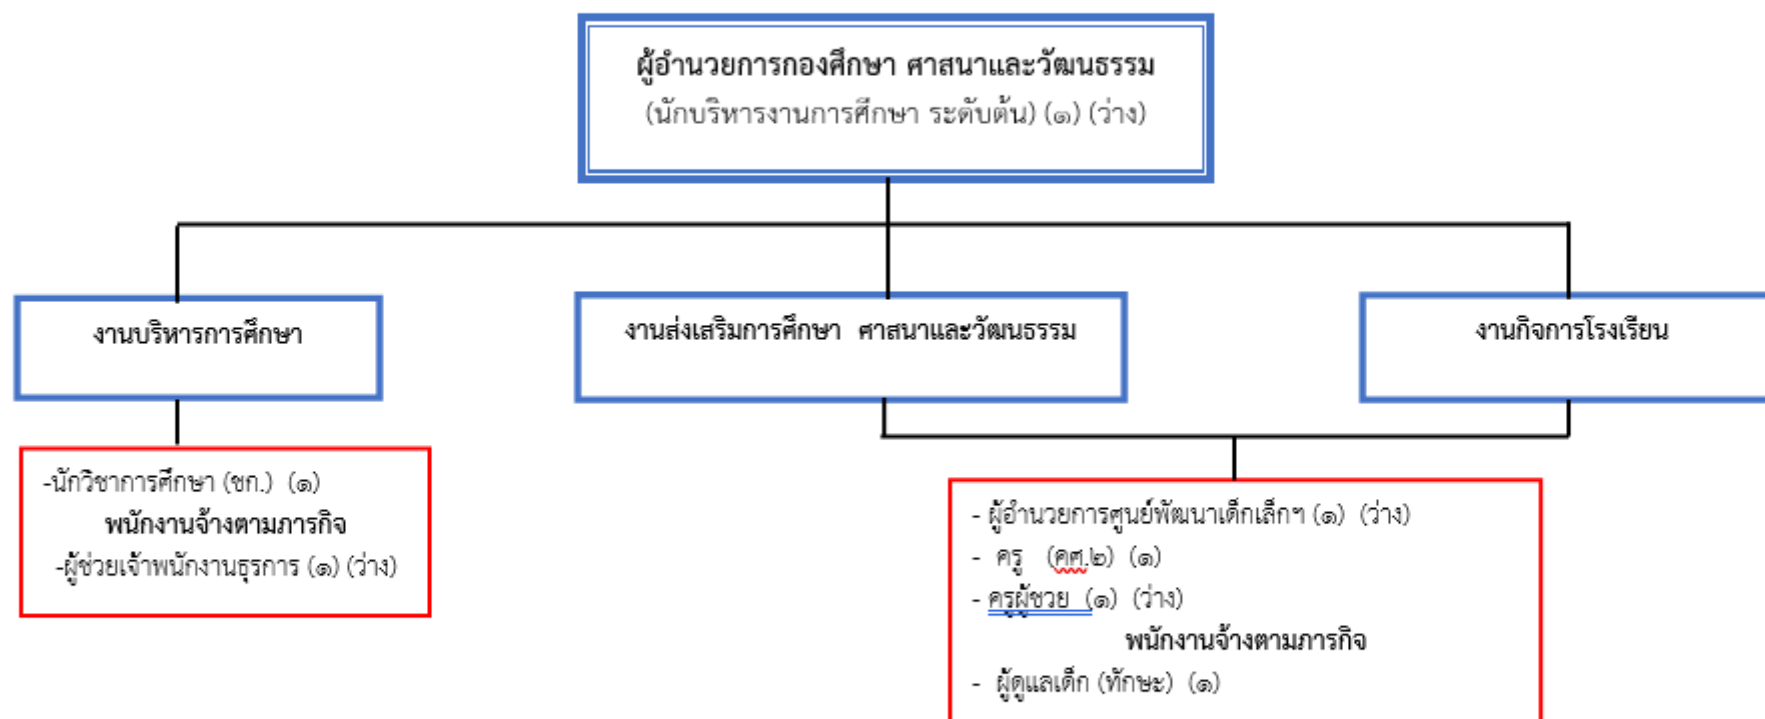 ผู้อำนวยการกองศึกษา ศาสนาและวัฒนธรรม
(นักบริหารงานการศึกษา ระดับต้น) (๑) (ว่าง)
งานบริหารการศึกษา
งานส่งเสริมการศึกษา ศาสนาและวัฒนธรรม
งานกิจการโรงเรียน
-นักวิชาการศึกษา (ชก.) (๑)
พนักงานจ้างตามภารกิจ
-ผู้ช่วยเจ้าพนักงานธุรการ (๑) (ว่าง)
- ผู้อำนวยการศูนย์พัฒนาเด็กเล็กฯ (๑) (ว่าง)
- ครู (คศ.๒) (๑)
- ครูผู้ชวย (๑) (ว่าง)
พนักงานจ้างตามภารกิจ
- ผู้ดูแลเด็ก (ทักษะ) (๑)